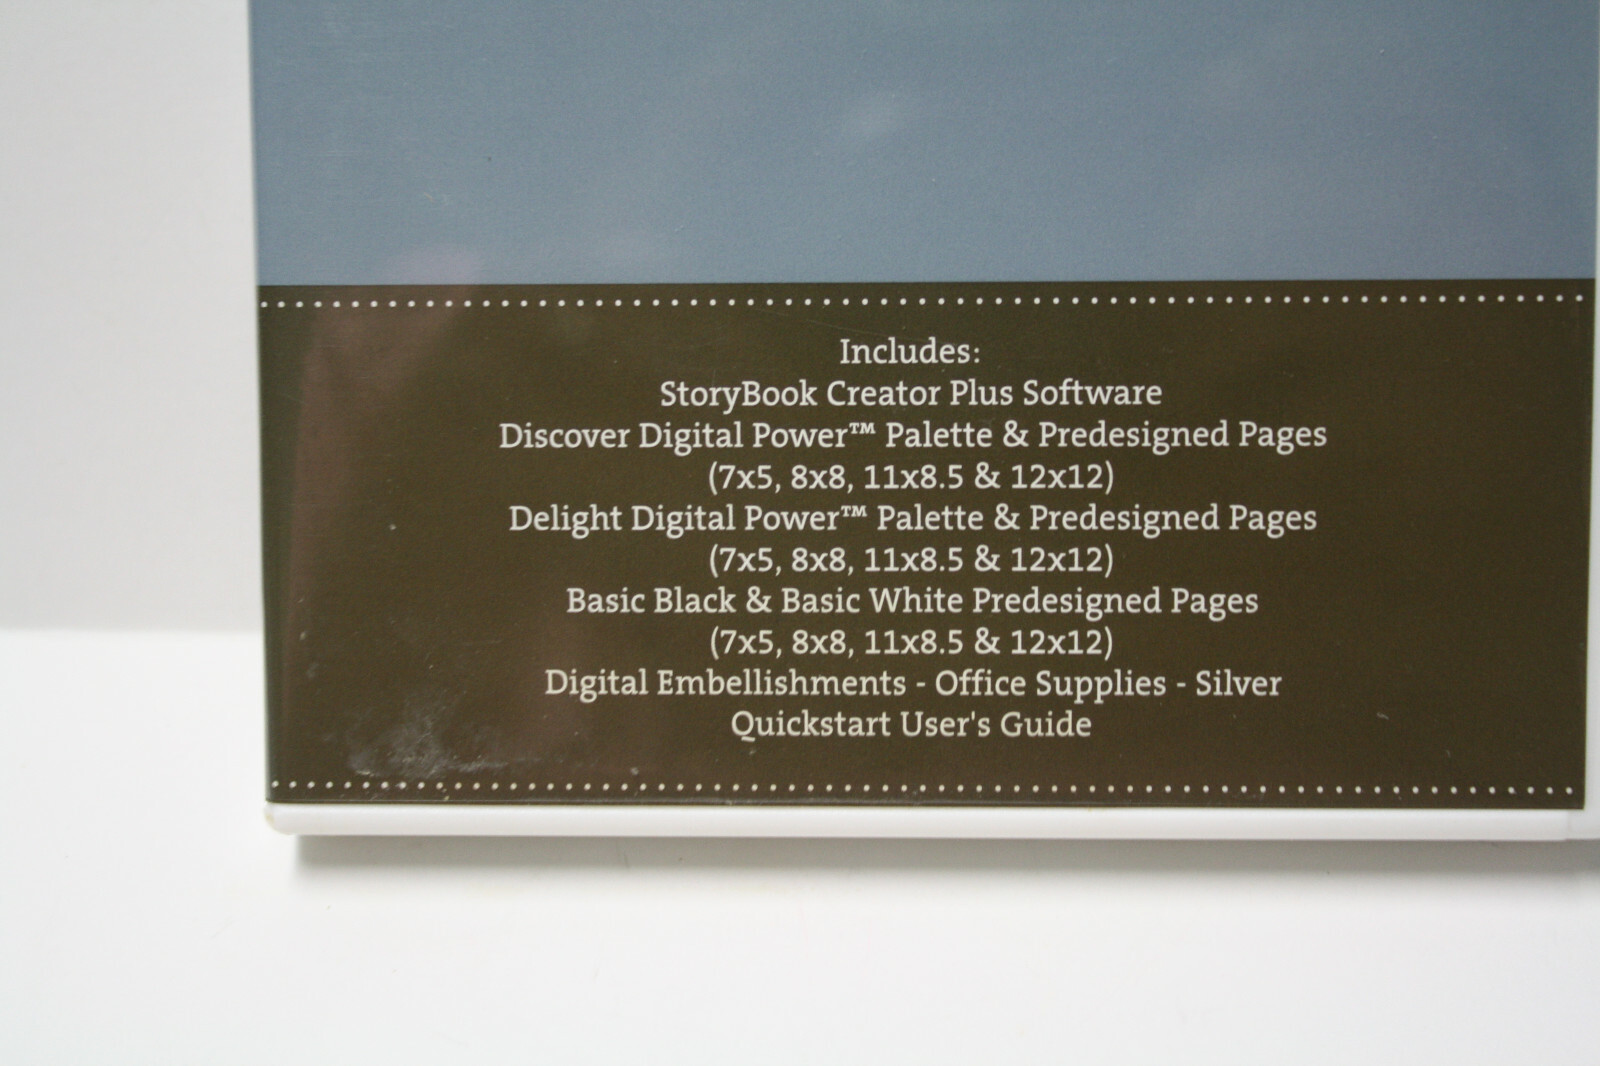 Includes:
StoryBook Creator Plus Software
Discover Digital Power™ Palette & Predesigned Pages
(7x5, 8x8, 11x8.5 & 12x12)
Delight Digital Power™ Palette & Predesigned Pages
(7x5, 8x8, 11x8.5 & 12x12)
Basic Black & Basic White Predesigned Pages
(7x5, 8x8, 11x8.5 & 12x12)
Digital Embellishments - Office Supplies - Silver
Quickstart User's Guide